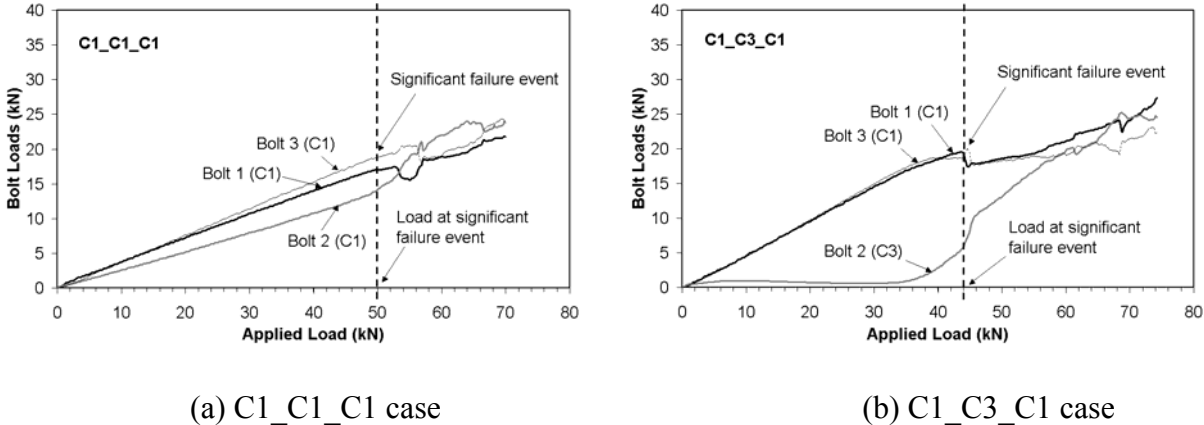 C1_C1_C1
Bolt Loads (kN)
40
35
30
25
20
15
10
5
0
Significant failure event
Bolt 3 (C1)
Bolt 1 (C1)
Bolt 2 (C1)
Load at significant
failure event
0 10 20 30 40 50 60 70 80
Applied Load (kN)
(a) C1_C1_C1 case
C1_C3_C1
Bolt Loads (kN)
40
35
30
25
20
15
10
5
0
Significant failure event
Bolt 1 (C1)
Bolt 3 (C1)
Bolt 2 (C3)
Load at significant
failure event
0 10 20 30 40 50 60 70 80
Applied Load (kN)
(b) C1_C3_C1 case